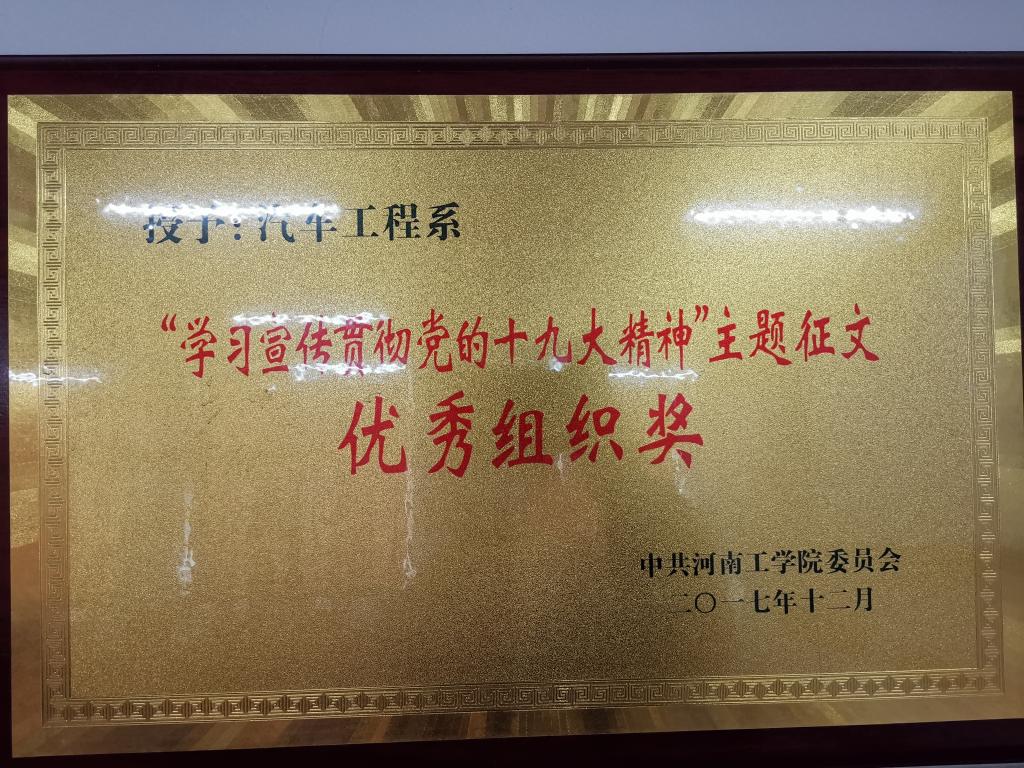 授予：汽车工程系
“学习宣传贯彻党的十九大精神”主题征文
优秀组织奖
中共河南工学院委员会
二〇一七年十二月